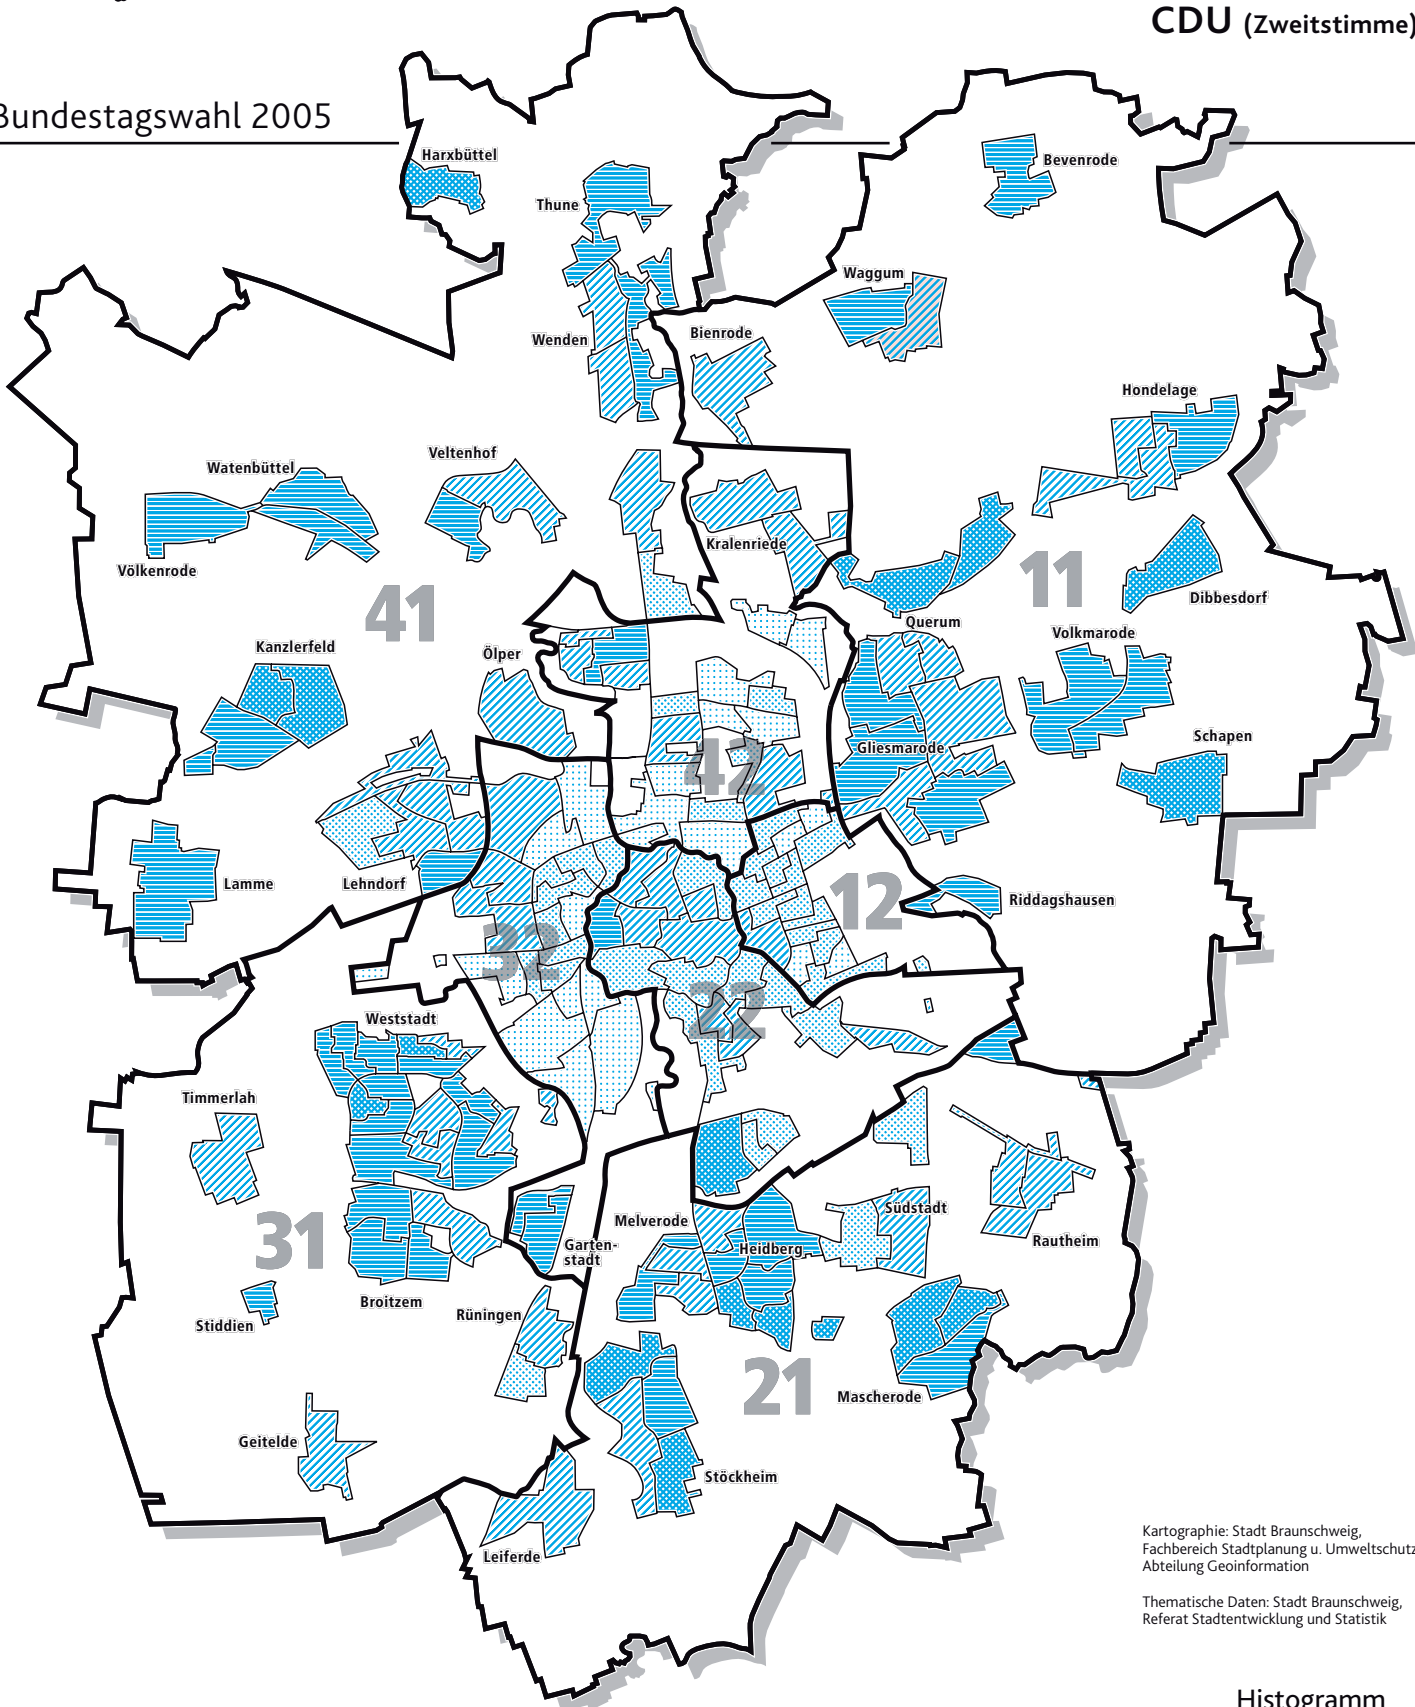 CDU (Zweitstimme)
Bundestagswahl 2005
Harxbüttel
Bevenrode
Thune
Waggum
Wenden
Bienrode
Hondelage
Veltenhof
Watenbüttel
Kralenriede
Völkenrode
11
Dibbesdorf
41
Querum
Volkmarode
Kanzlerfeld
Ölper
Schapen
Gliesmarode
42
Lamme
Lehndorf
12
Riddagshausen
32
22
Weststadt
Timmerlah
Südstadt
Melverode
31
Rautheim
Heidberg
Garten-
stadt
Broitzem
Rüningen
Stiddien
21
Mascherode
Geitelde
Stöckheim
Leiferde
Kartographie: Stadt Braunschweig,
Fachbereich Stadtplanung u. Umweltschutz
Abteilung Geoinformation
Thematische Daten: Stadt Braunschweig,
Referat Stadtentwicklung und Statistik
Histogramm